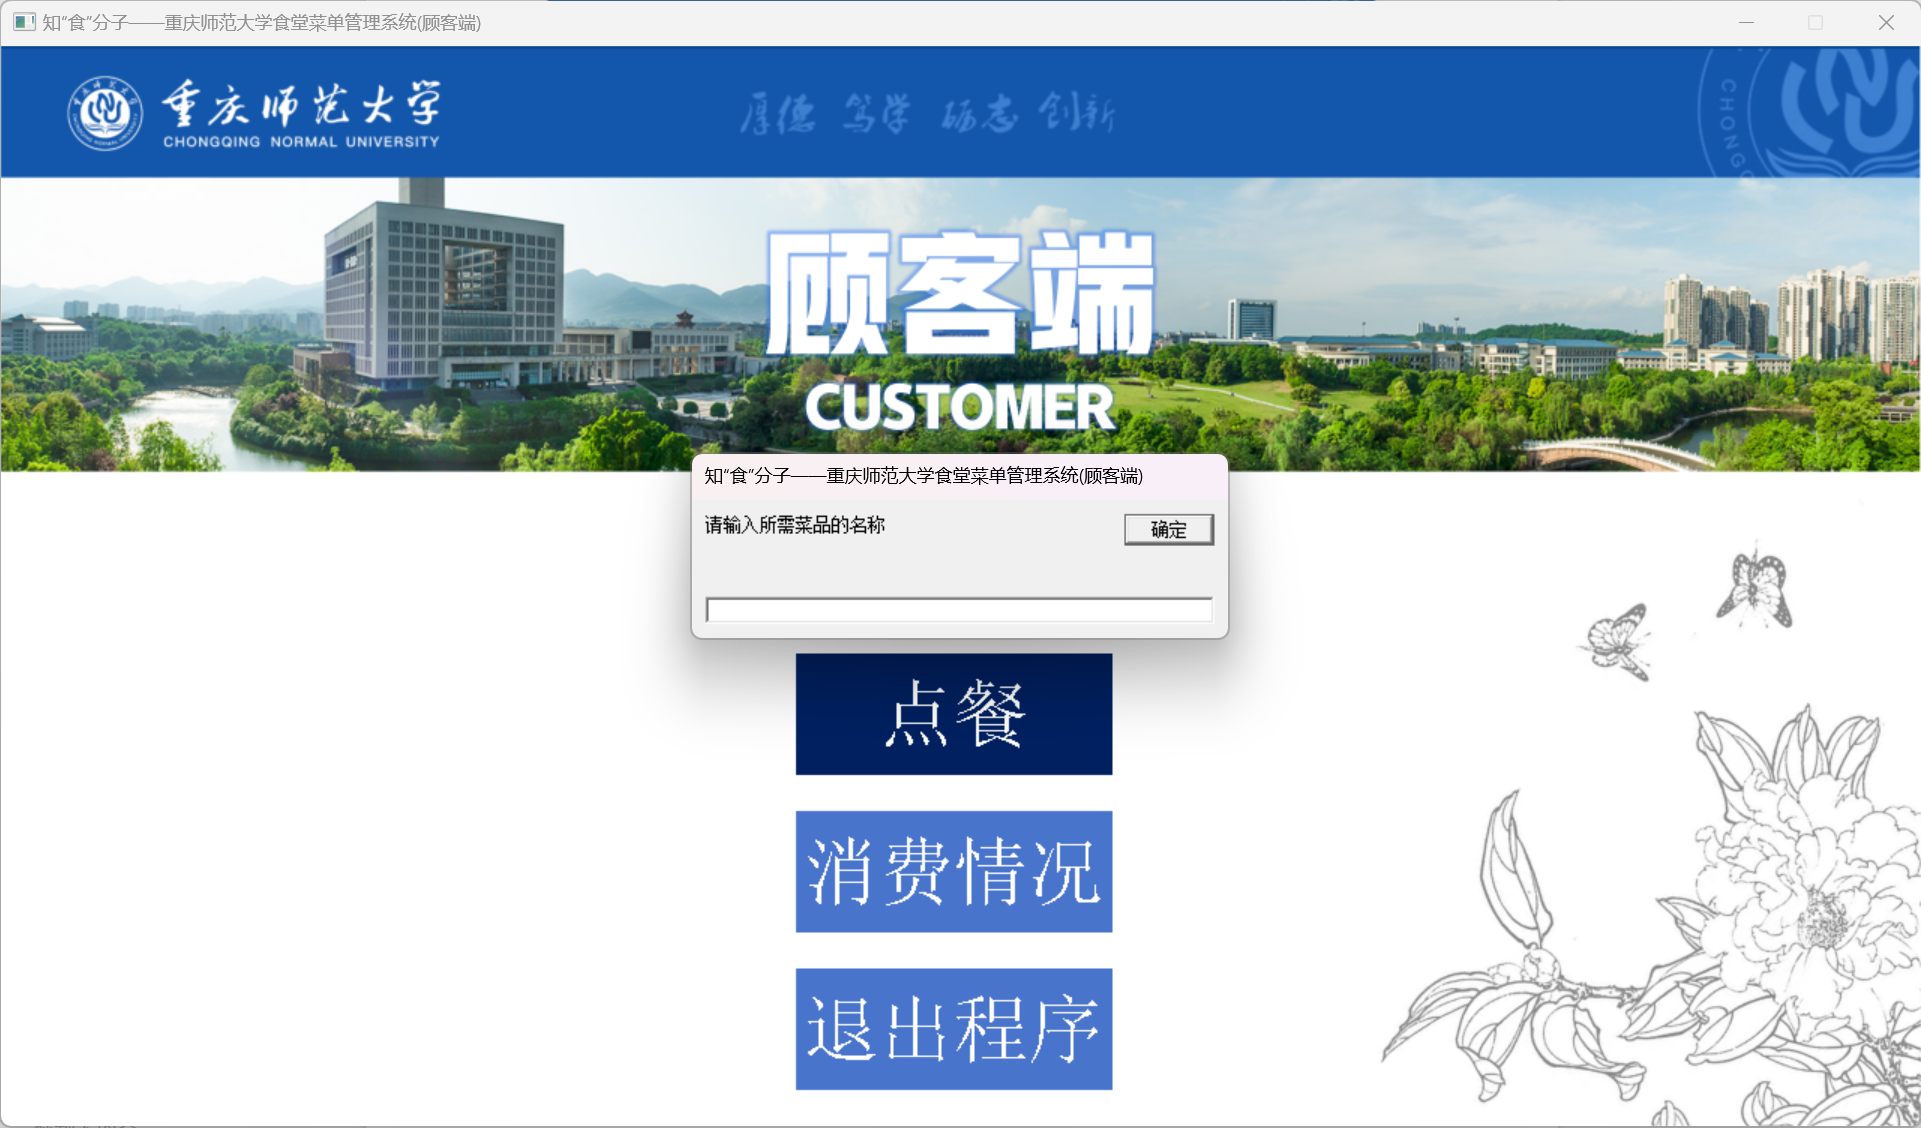 知“食”分子——重庆师范大学食堂菜单管理系统(顾客端)
重庆师范大学
CHONGQING NORMAL UNIVERSITY
厚德 笃学 砺志 创新
CHONGQ
顾客端
CUSTOMER
知“食”分子——重庆师范大学食堂菜单管理系统(顾客端)
请输入所需菜品的名称
确定
点餐
消费情况
退出程序